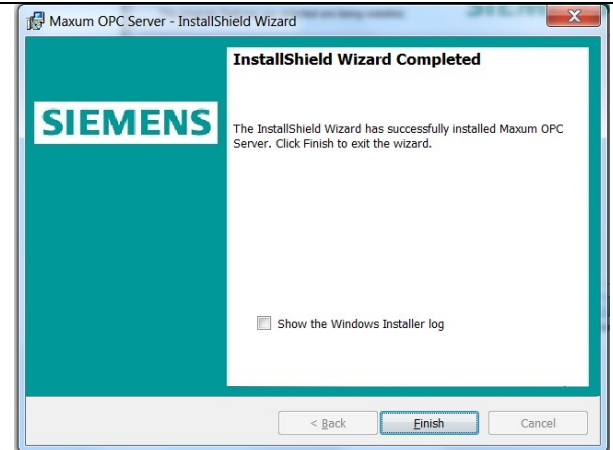 Maxum OPC Server - InstallShield Wizard
InstallShield Wizard Completed
SIEMENS
The InstallShield Wizard has successfully installed Maxum OPC
Server. Click Finish to exit the wizard.
Show the Windows Installer log
< Back
Finish
Cancel